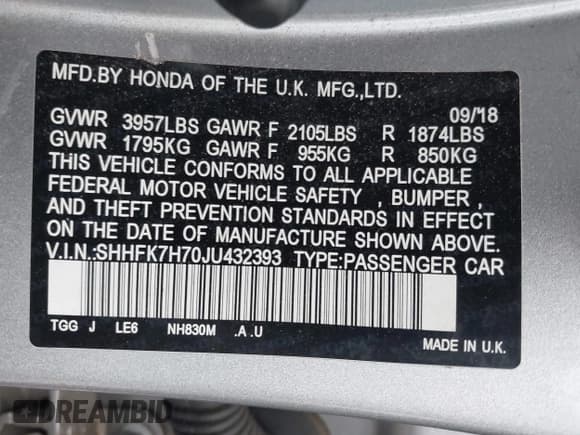 MFD.BY HONDA OF THE U.K. MFG.,LTD.
09/18
GVWR 3957LBS GAWR F 2105LBS R 1874LBS
GVWR 1795KG GAWR F 955KG R 850KG
THIS VEHICLE CONFORMS TO ALL APPLICABLE
FEDERAL MOTOR VEHICLE SAFETY , BUMPER ,
AND THEFT PREVENTION STANDARDS IN EFFECT
ON THE DATE OF MANUFACTURE SHOWN ABOVE.
V.I.N.:SHHFK7H70JU432393 TYPE:PASSENGER CAR
TGG J LE6 NH830M .A .U
MADE IN U.K.
DREAMBID